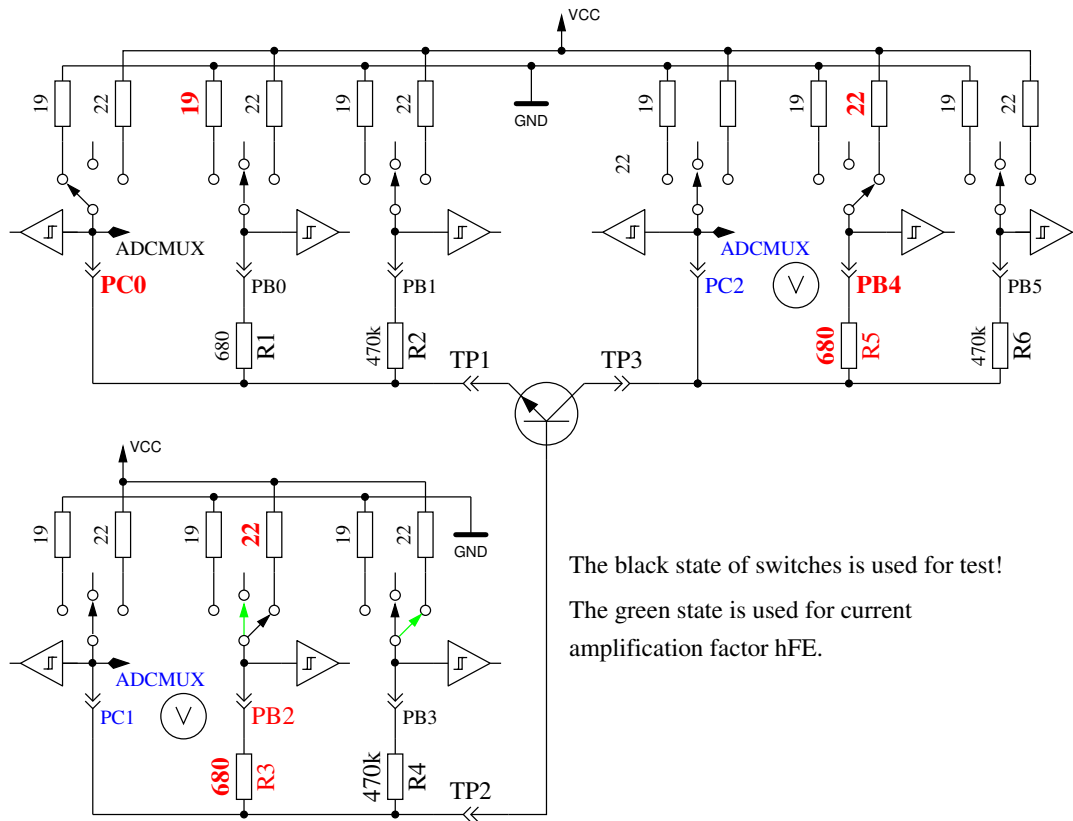 VCC
19
22
19
22
19
22
GND
19
22
19
22
19
22
ADCMUX
ADCMUX
PC0
PB0
PB1
PC2
V
PB4
PB5
680
R1
470k
R2
680
R5
470k
R6
TP1
TP3
VCC
19
22
19
22
19
22
GND
The black state of switches is used for test!
The green state is used for current
amplification factor hFE.
ADCMUX
PC1
V
PB2
PB3
680
R3
470k
R4
TP2